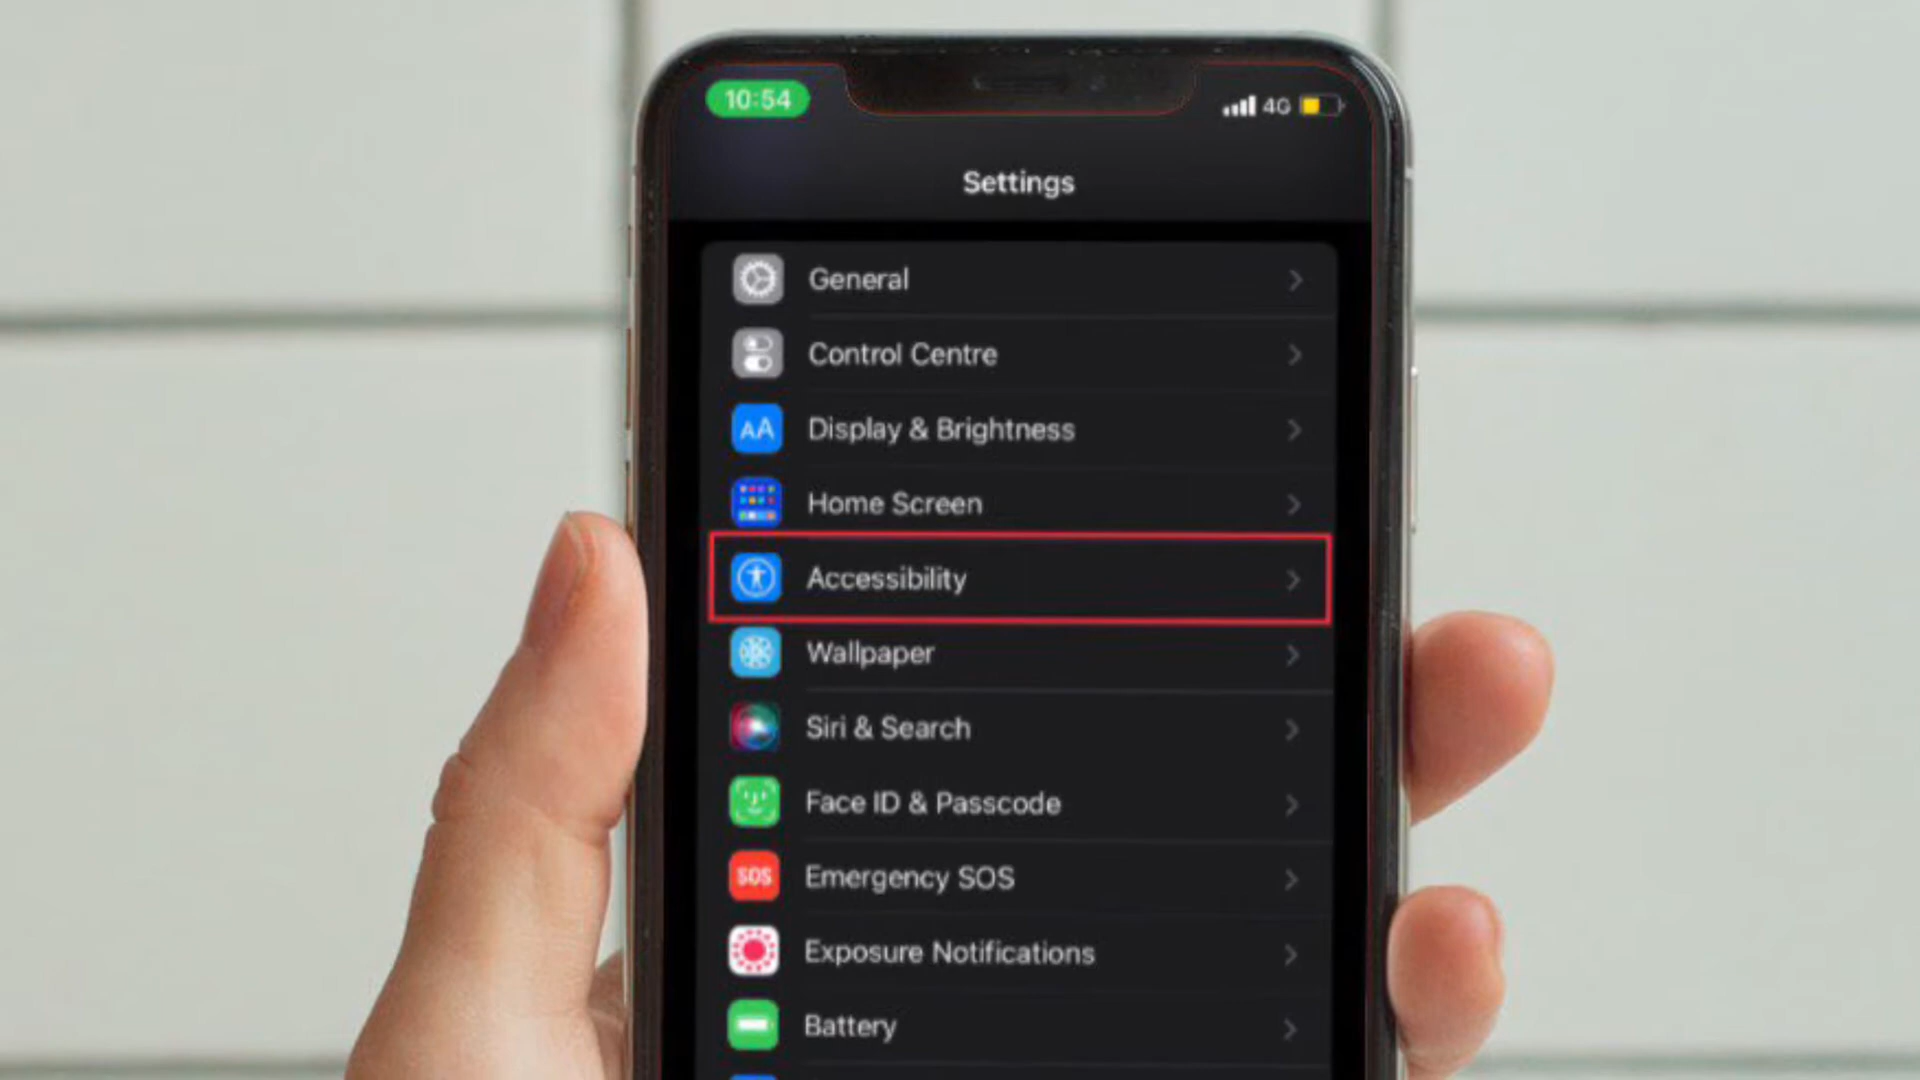 10:54
4G
Settings
General
Control Centre
AA Display & Brightness
Home Screen
Accessibility
Wallpaper
Siri & Search
Face ID & Passcode
SOS Emergency SOS
Exposure Notifications
Battery